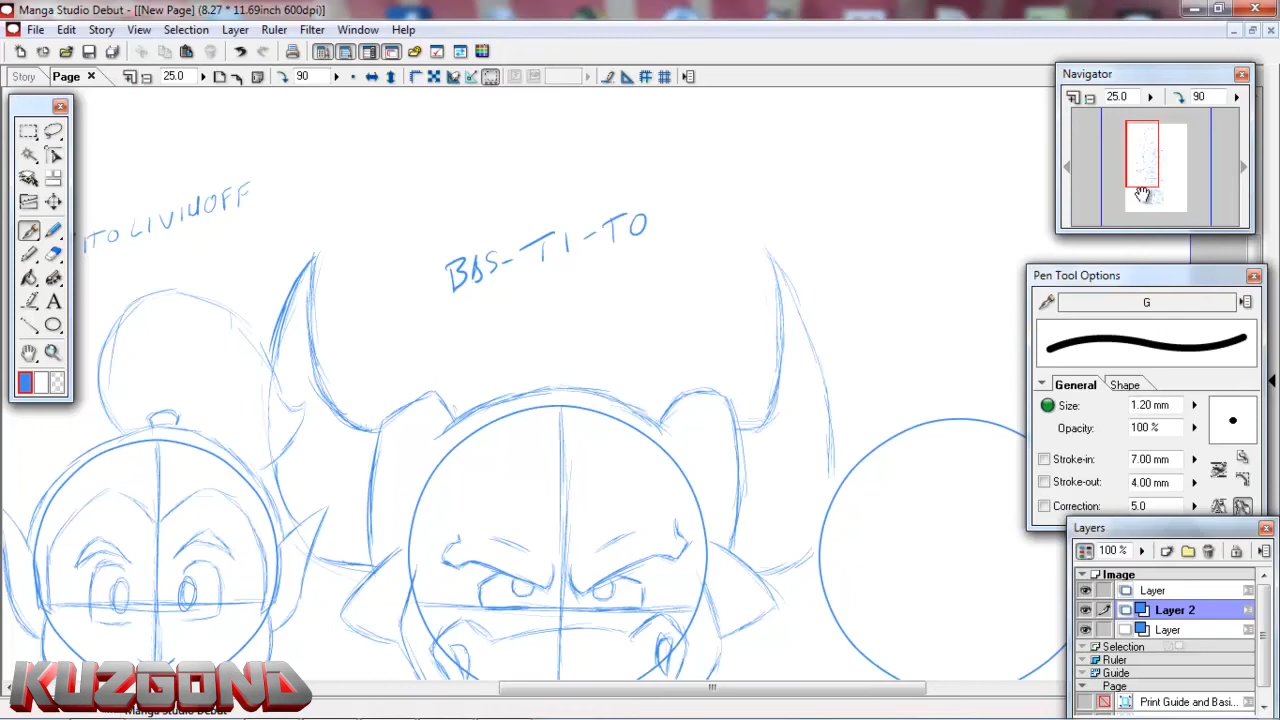 Manga Studio Debut - [[New Page] (8.27 * 11.69inch 600dpi)]
File Edit Story View Selection Layer Ruler Filter Window Help
Story Page 25.0 90
Navigator
25.0 90
ITO LIVIHOFF
BAS-TI-TO
Pen Tool Options
G
General Shape
Size: 1.20 mm
Opacity: 100 %
Stroke-in: 7.00 mm
Stroke-out: 4.00 mm
Correction: 5.0
Layers
100 %
Image
Layer
Layer 2
Layer
Selection
Ruler
Guide
Page
Print Guide and Basi...
KUZGOND
Manga Studio Debut